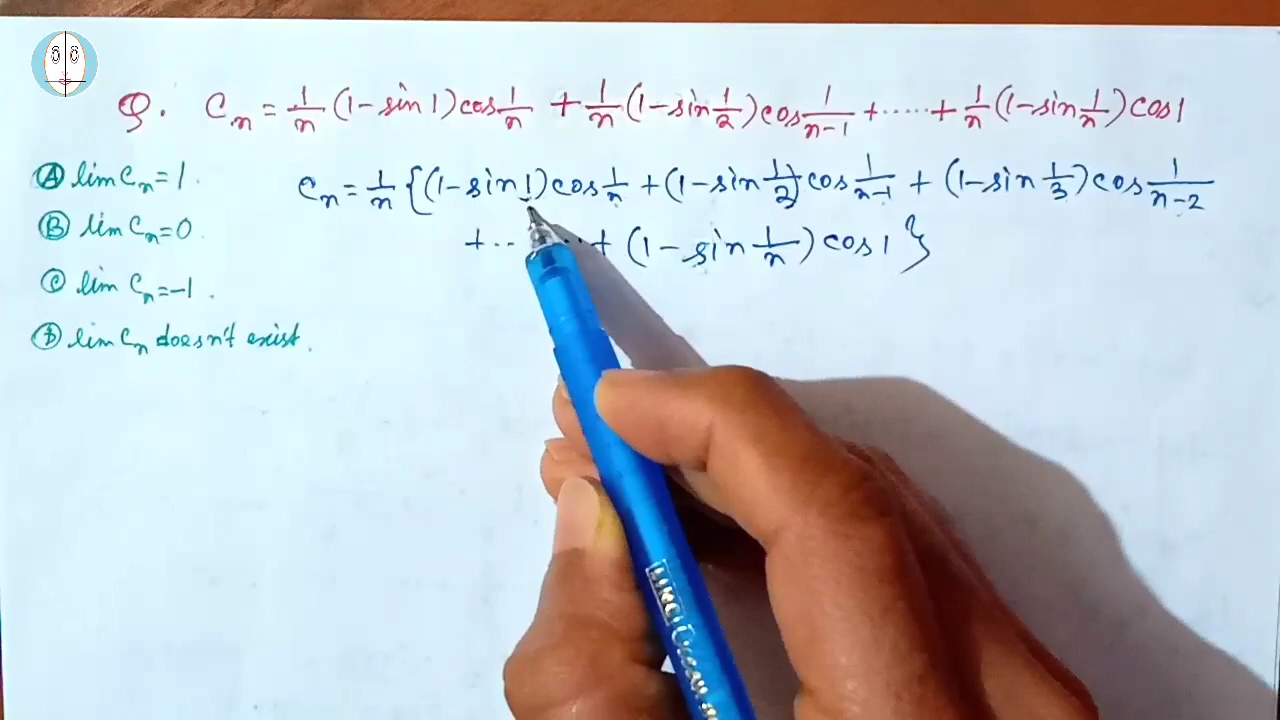 Q. Cn = 1/n (1 - sin 1) cos 1/n + 1/n (1 - sin 1/2) cos 1/(n-1) + ...... + 1/n (1 - sin 1/n) cos 1
(A) lim Cn = 1.
Cn = 1/n { (1 - sin 1) cos 1/n + (1 - sin 1/2) cos 1/(n-1) + (1 - sin 1/3) cos 1/(n-2)
+ ... .. + (1 - sin 1/n) cos 1 }
(B) lim Cn = 0.
(C) lim Cn = -1.
(D) lim Cn doesn't exist.